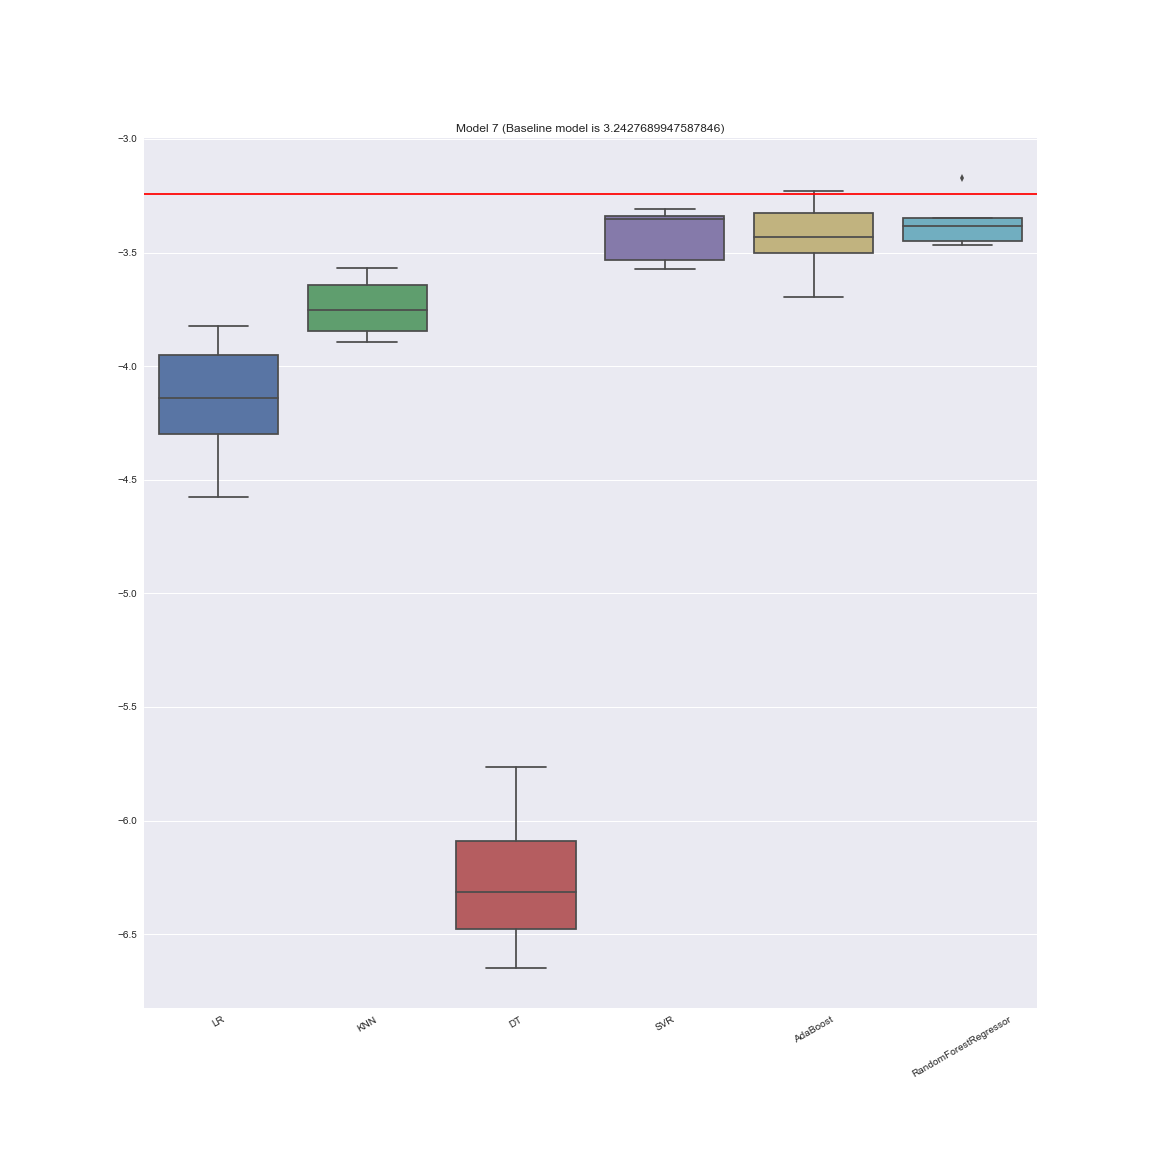 Model 7 (Baseline model is 3.2427689947587846)
−3.0
−3.5
−4.0
−4.5
−5.0
−5.5
−6.0
−6.5
LR
KNN
DT
SVR
AdaBoost
RandomForestRegressor